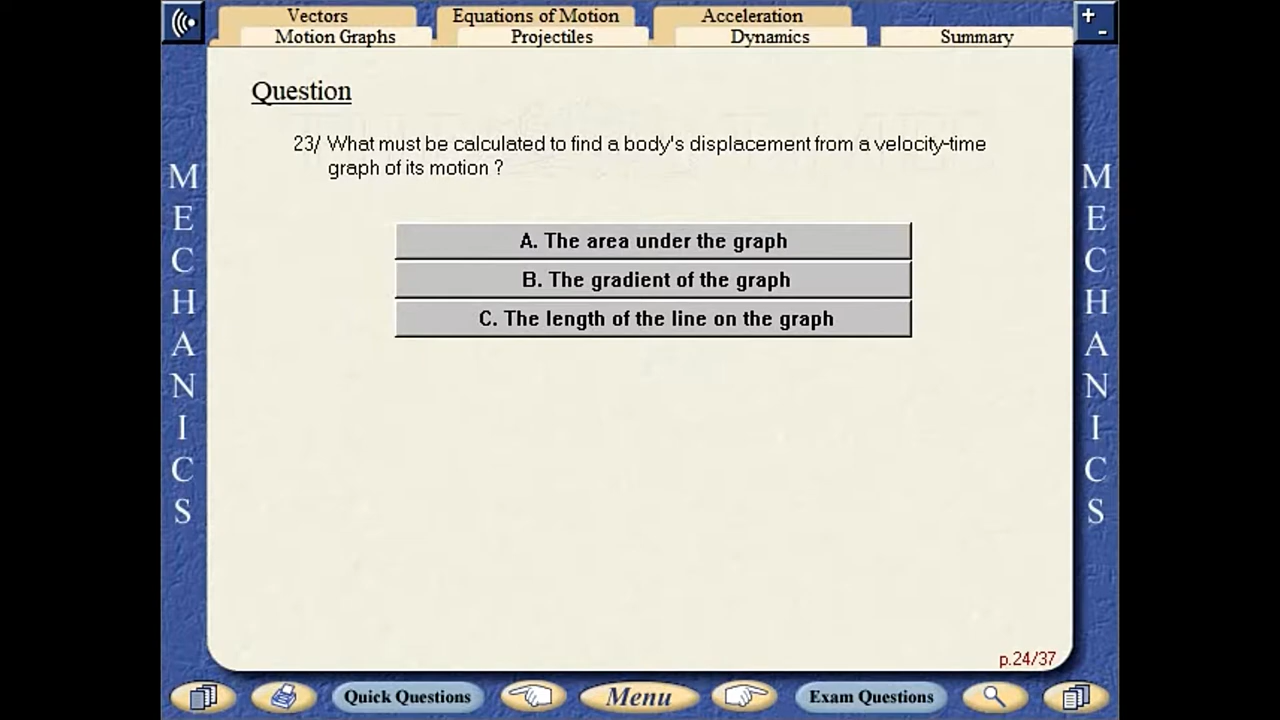 Vectors
Equations of Motion
Acceleration
Motion Graphs
Projectiles
Dynamics
Summary
+
-
Question
23/ What must be calculated to find a body's displacement from a velocity-time
graph of its motion ?
A. The area under the graph
B. The gradient of the graph
C. The length of the line on the graph
M
E
C
H
A
N
I
C
S
M
E
C
H
A
N
I
C
S
p.24/37
Quick Questions
Menu
Exam Questions